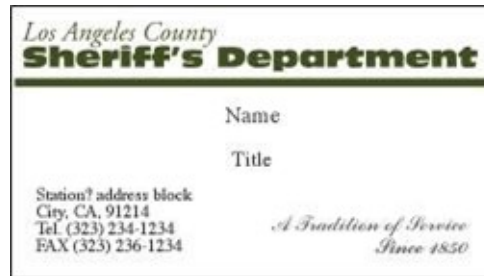 Los Angeles County
Sheriff's Department
Name
Title
Station? address block
City, CA, 91214
Tel. (323) 234-1234
FAX (323) 236-1234
A Tradition of Service
Since 1850